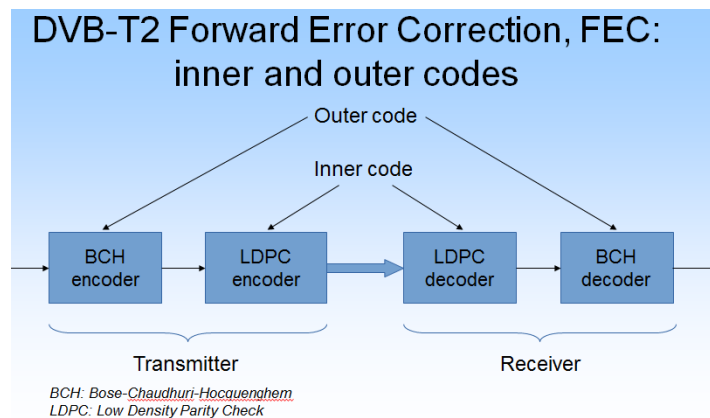 DVB-T2 Forward Error Correction, FEC:
inner and outer codes
Outer code
Inner code
BCH
encoder
LDPC
encoder
LDPC
decoder
BCH
decoder
Transmitter
Receiver
BCH: Bose-Chaudhuri-Hocquenghem
LDPC: Low Density Parity Check